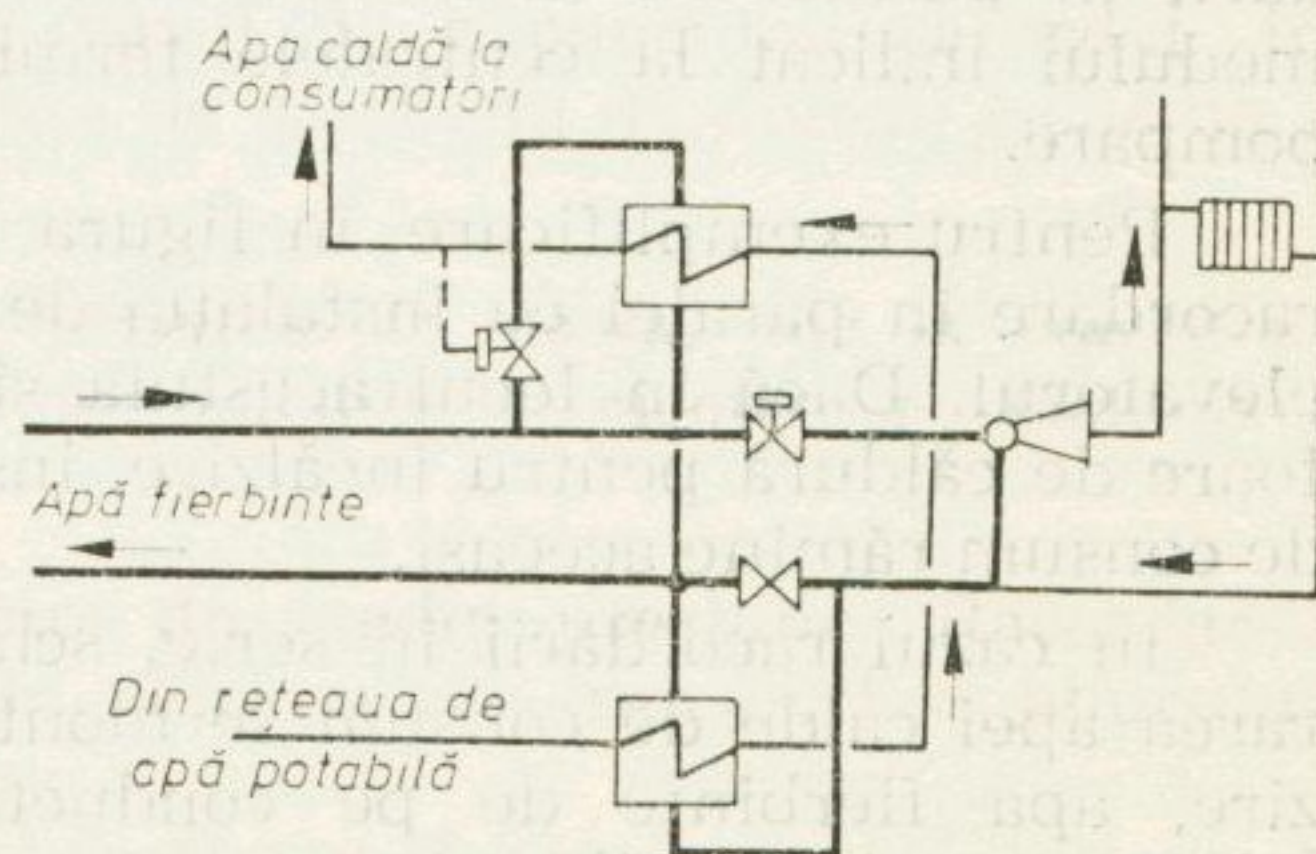 Apa caldă la
consumatori
Apă fierbinte
Din rețeaua de
apă potabilă